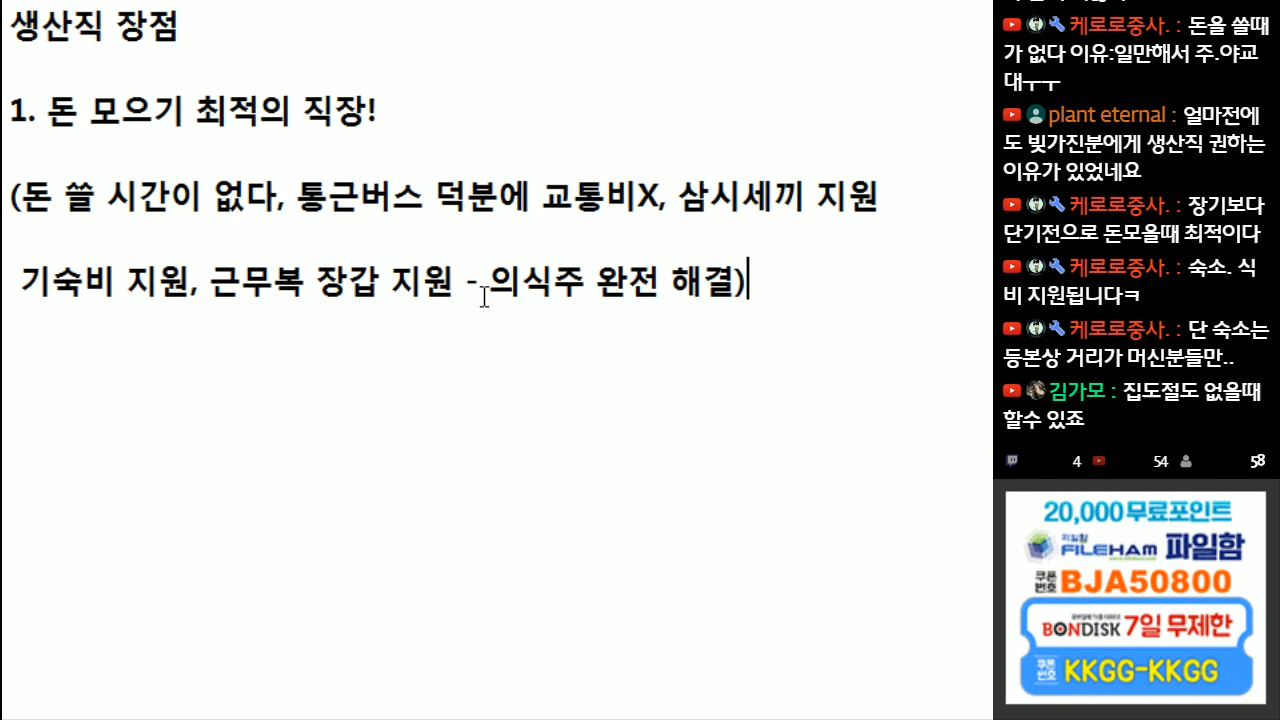 생산직 장점
1. 돈 모으기 최적의 직장!
(돈 쓸 시간이 없다, 통근버스 덕분에 교통비X, 삼시세끼 지원
기숙비 지원, 근무복 장갑 지원 - 의식주 완전 해결)
케로로중사. : 돈을 쓸때
가 없다 이유:일만해서 주.야교
대ㅜㅜ
plant eternal : 얼마전에
도 빚가진분에게 생산직 권하는
이유가 있었네요
케로로중사. : 장기보다
단기전으로 돈모을때 최적이다
케로로중사. : 숙소. 식
비 지원됩니다ㅋ
케로로중사. : 단 숙소는
등본상 거리가 머신분들만..
김가모 : 집도절도 없을때
할수 있죠
4 54 58
20,000무료포인트
파일함 FILEHAM 파일함
쿠폰번호 BJA50800
BONDISK 7일 무제한
쿠폰번호 KKGG-KKGG